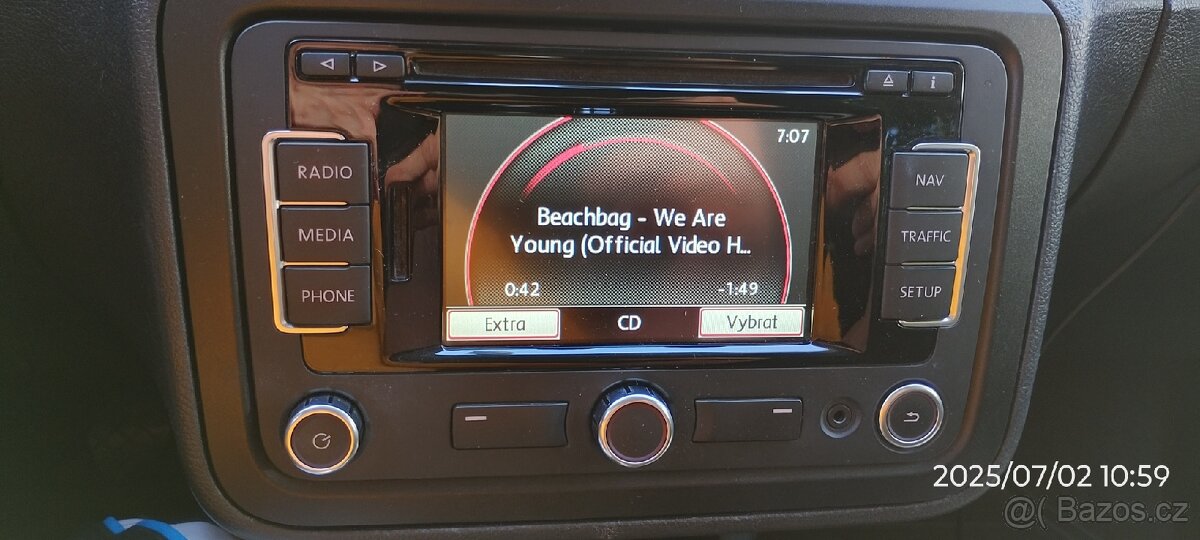 RADIO
MEDIA
PHONE
7:07
Beachbag - We Are
Young (Official Video H...
0:42
-1:49
Extra
CD
Vybrat
i
NAV
TRAFFIC
SETUP
2025/07/02 10:59
@( Bazos.cz